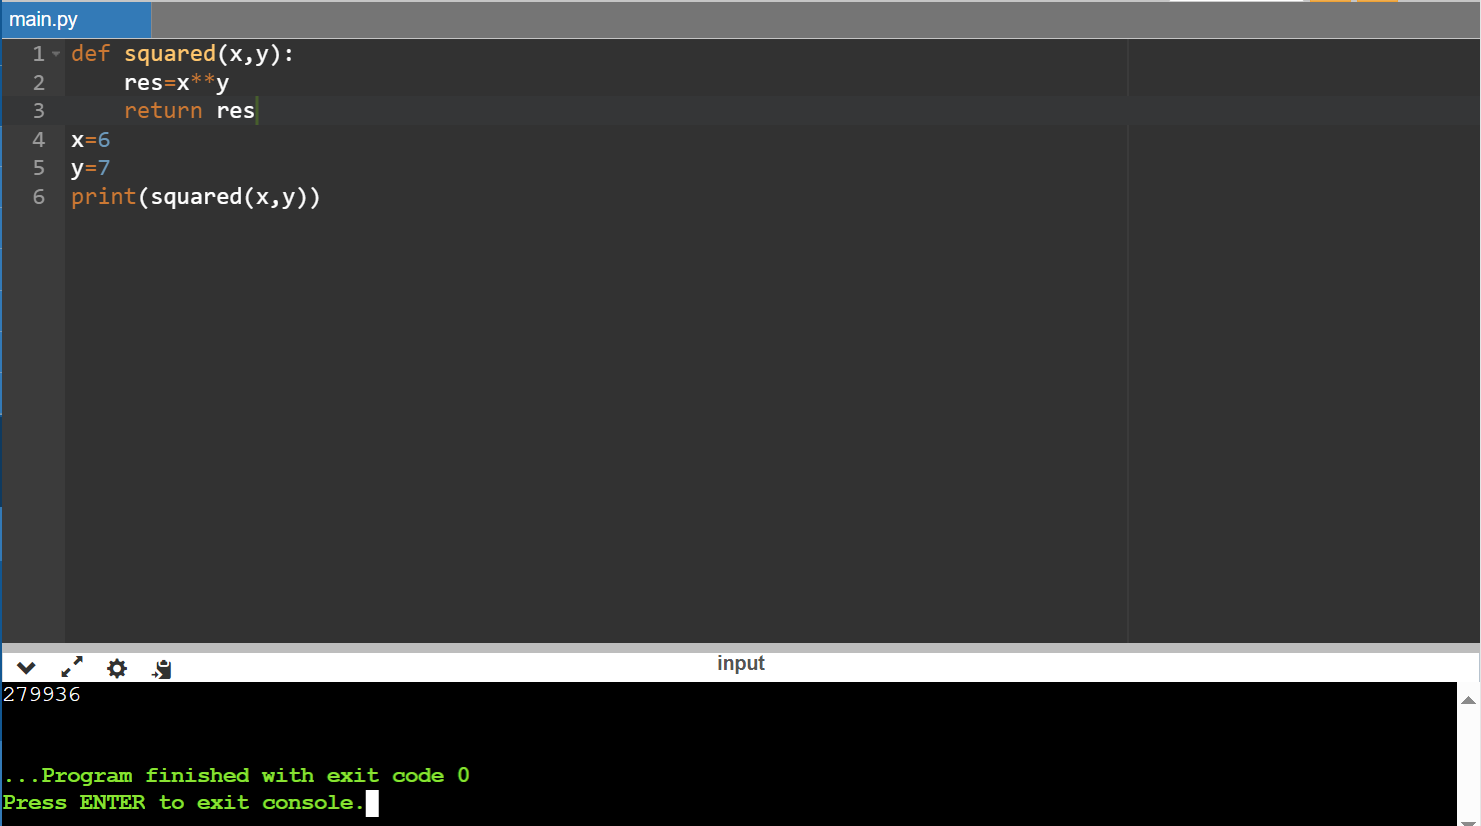 main.py
1 def squared(x,y):
2     res=x**y
3     return res
4 x=6
5 y=7
6 print(squared(x,y))
input
279936
...Program finished with exit code 0
Press ENTER to exit console.